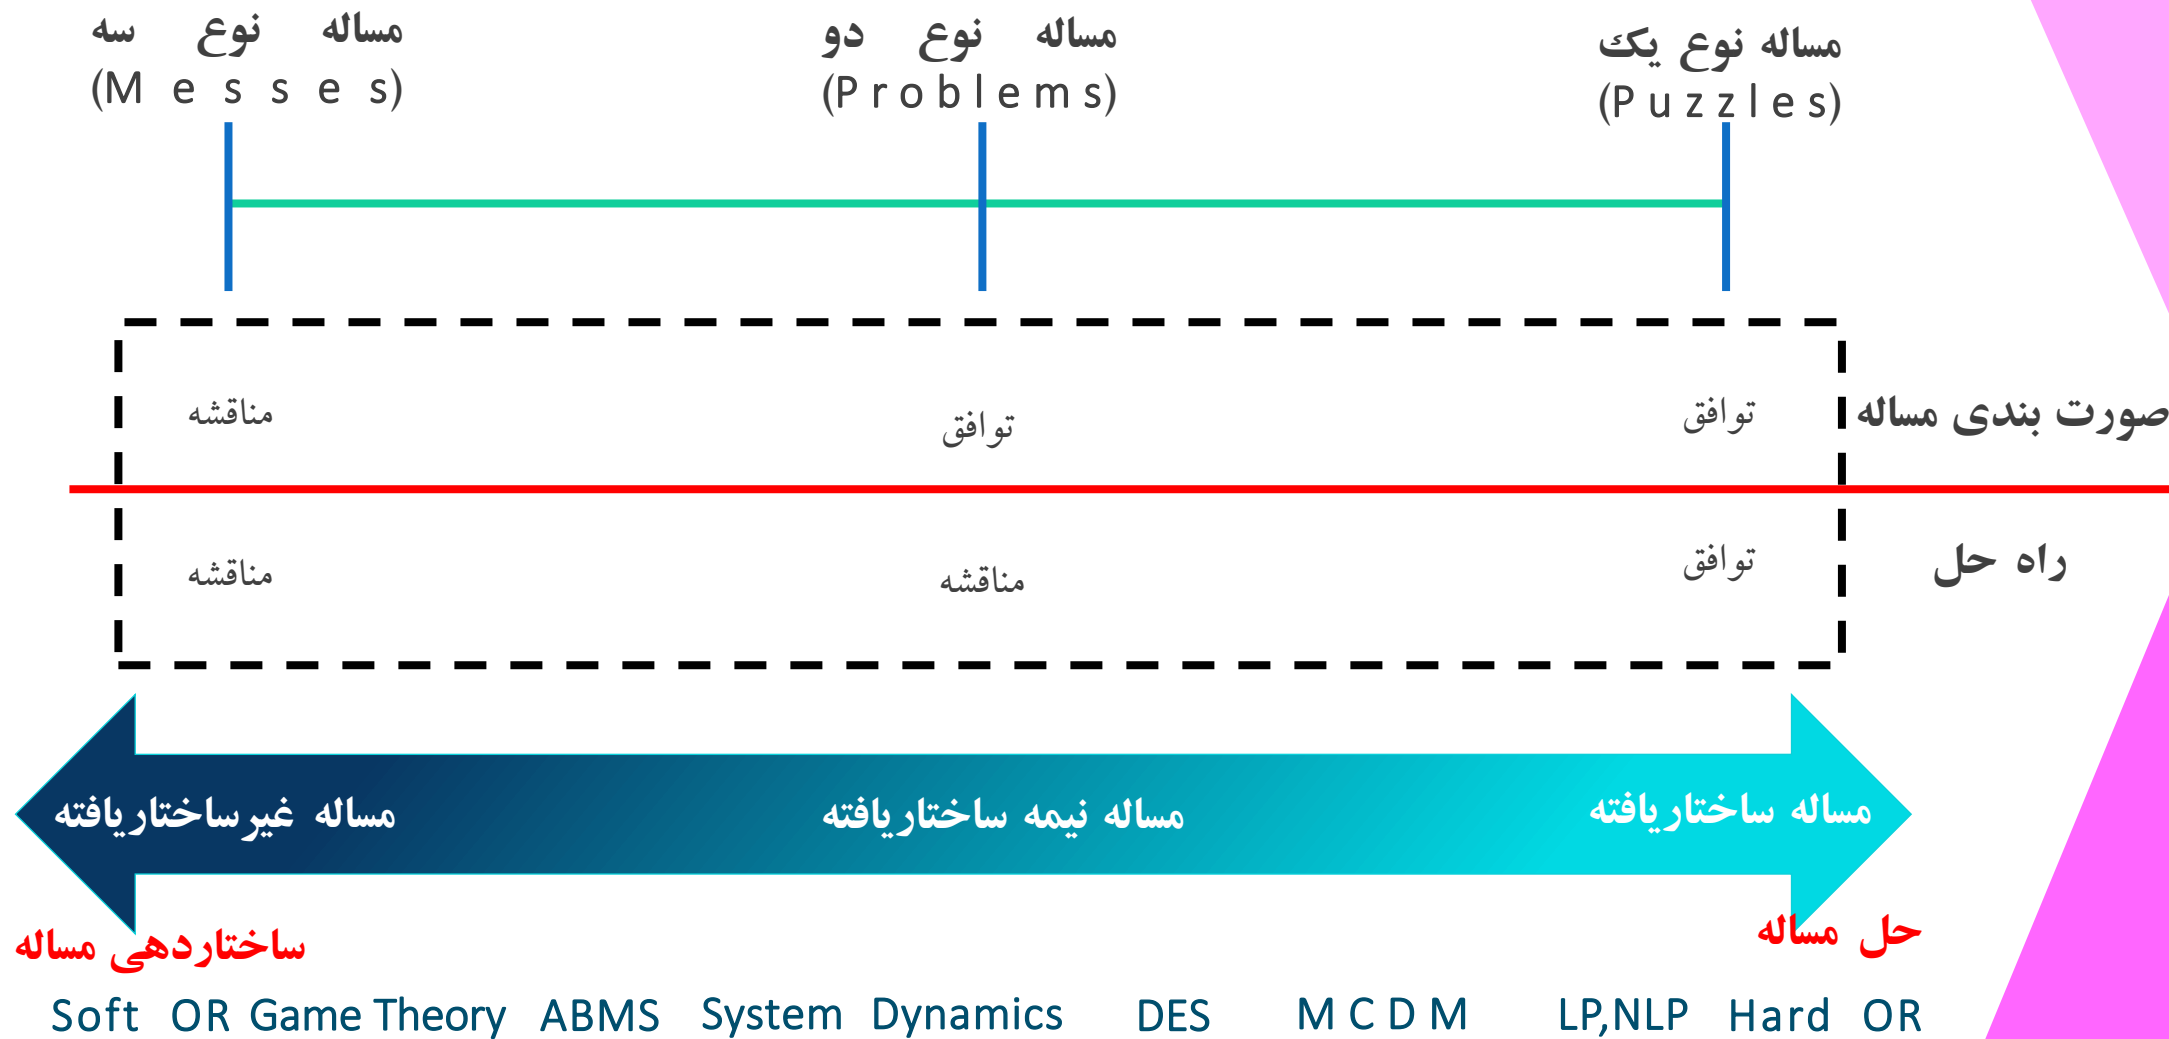 مساله نوع یک
(Puzzles)
مساله نوع دو
(Problems)
مساله نوع سه
(Messes)
صورت بندی مساله
توافق
توافق
مناقشه
راه حل
توافق
مناقشه
مناقشه
مساله ساختاریافته
مساله نیمه ساختاریافته
مساله غیرساختاریافته
حل مساله
ساختاردهی مساله
Soft OR Game Theory ABMS System Dynamics DES MCDM LP,NLP Hard OR